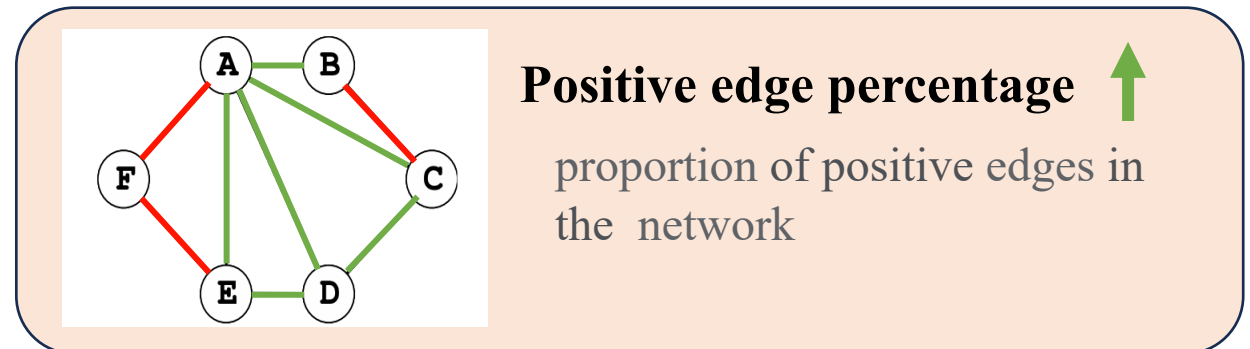 A B
Positive edge percentage
F C
proportion of positive edges in
the network
E D